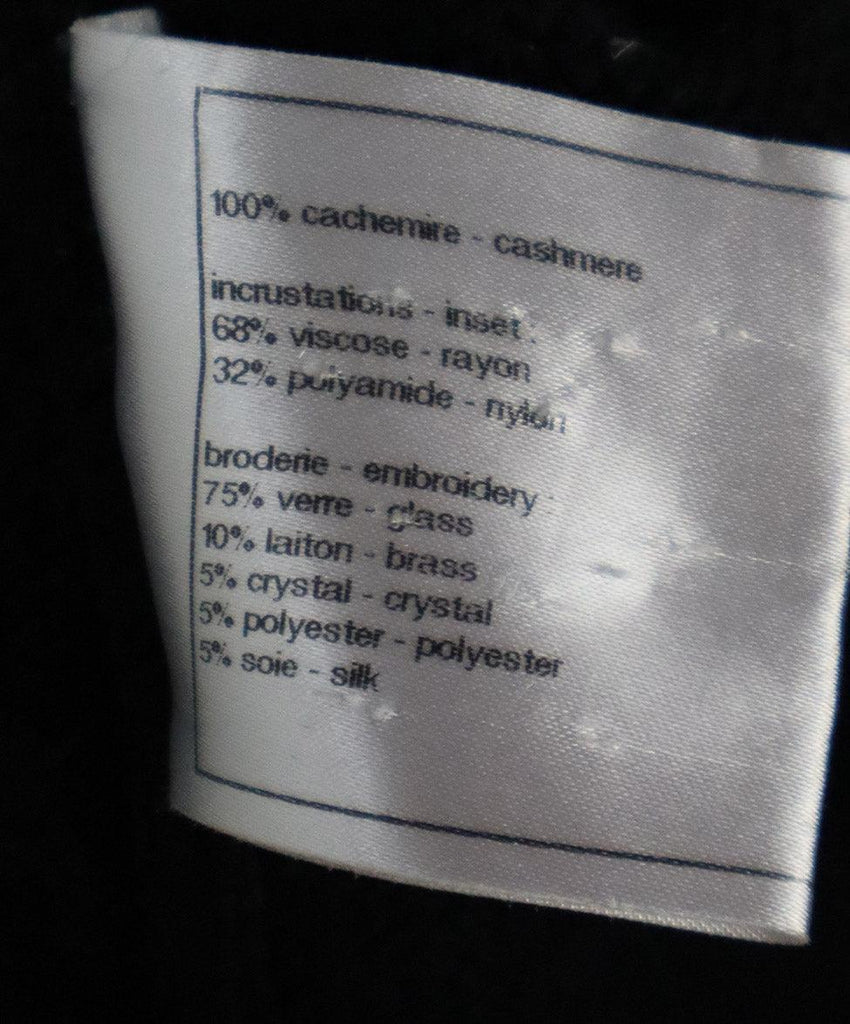 100% cachemire - cashmere
incrustations - inset :
68% viscose - rayon
32% polyamide - nylon
broderie - embroidery :
75% verre - glass
10% laiton - brass
5% crystal - crystal
5% polyester - polyester
5% soie - silk